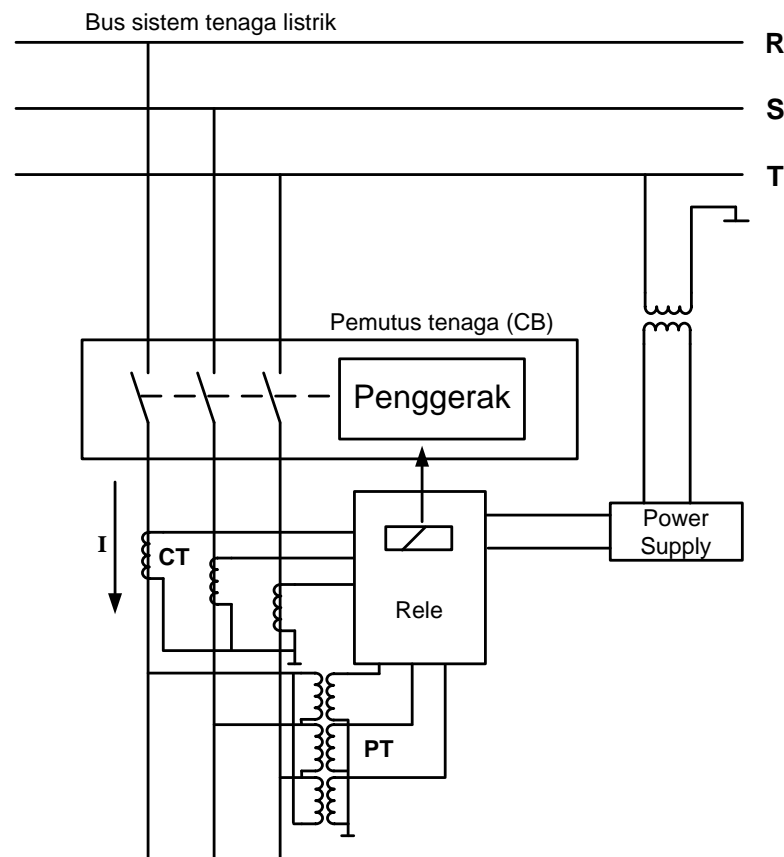 Bus sistem tenaga listrik
R
S
T
Pemutus tenaga (CB)
Penggerak
I
CT
Rele
Power
Supply
PT